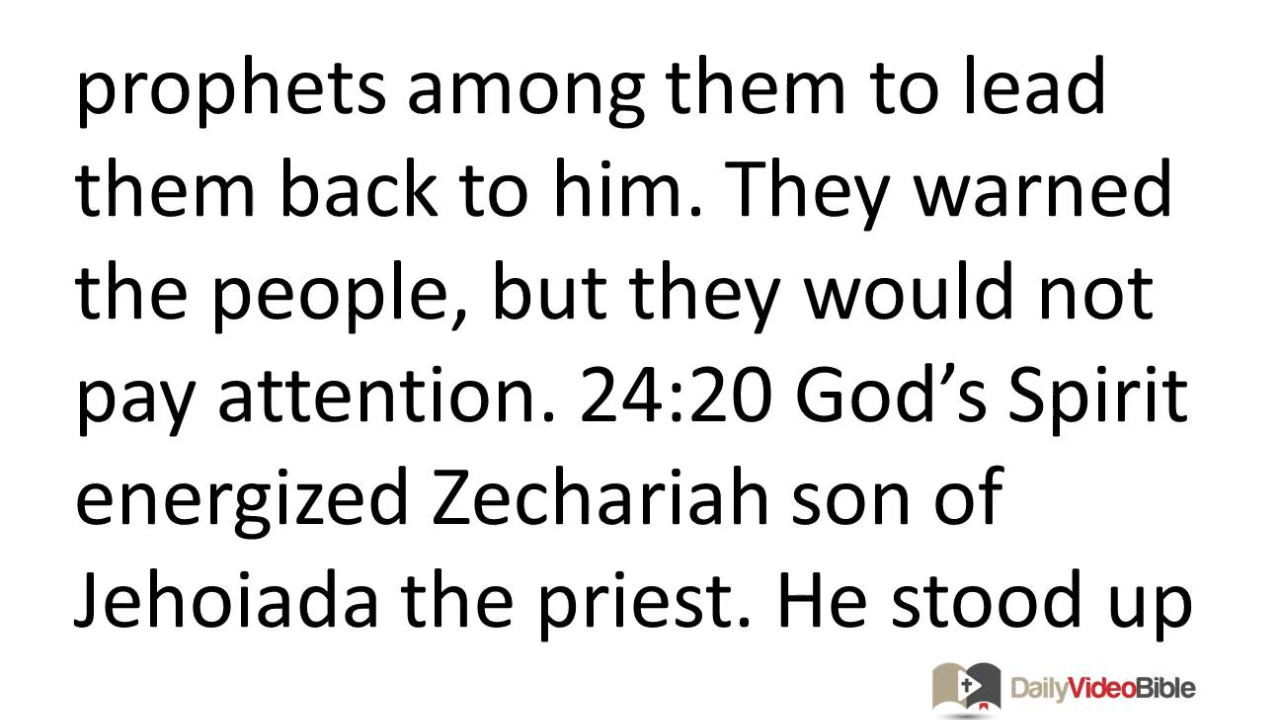 prophets among them to lead
them back to him. They warned
the people, but they would not
pay attention. 24:20 God’s Spirit
energized Zechariah son of
Jehoiada the priest. He stood up
DailyVideoBible